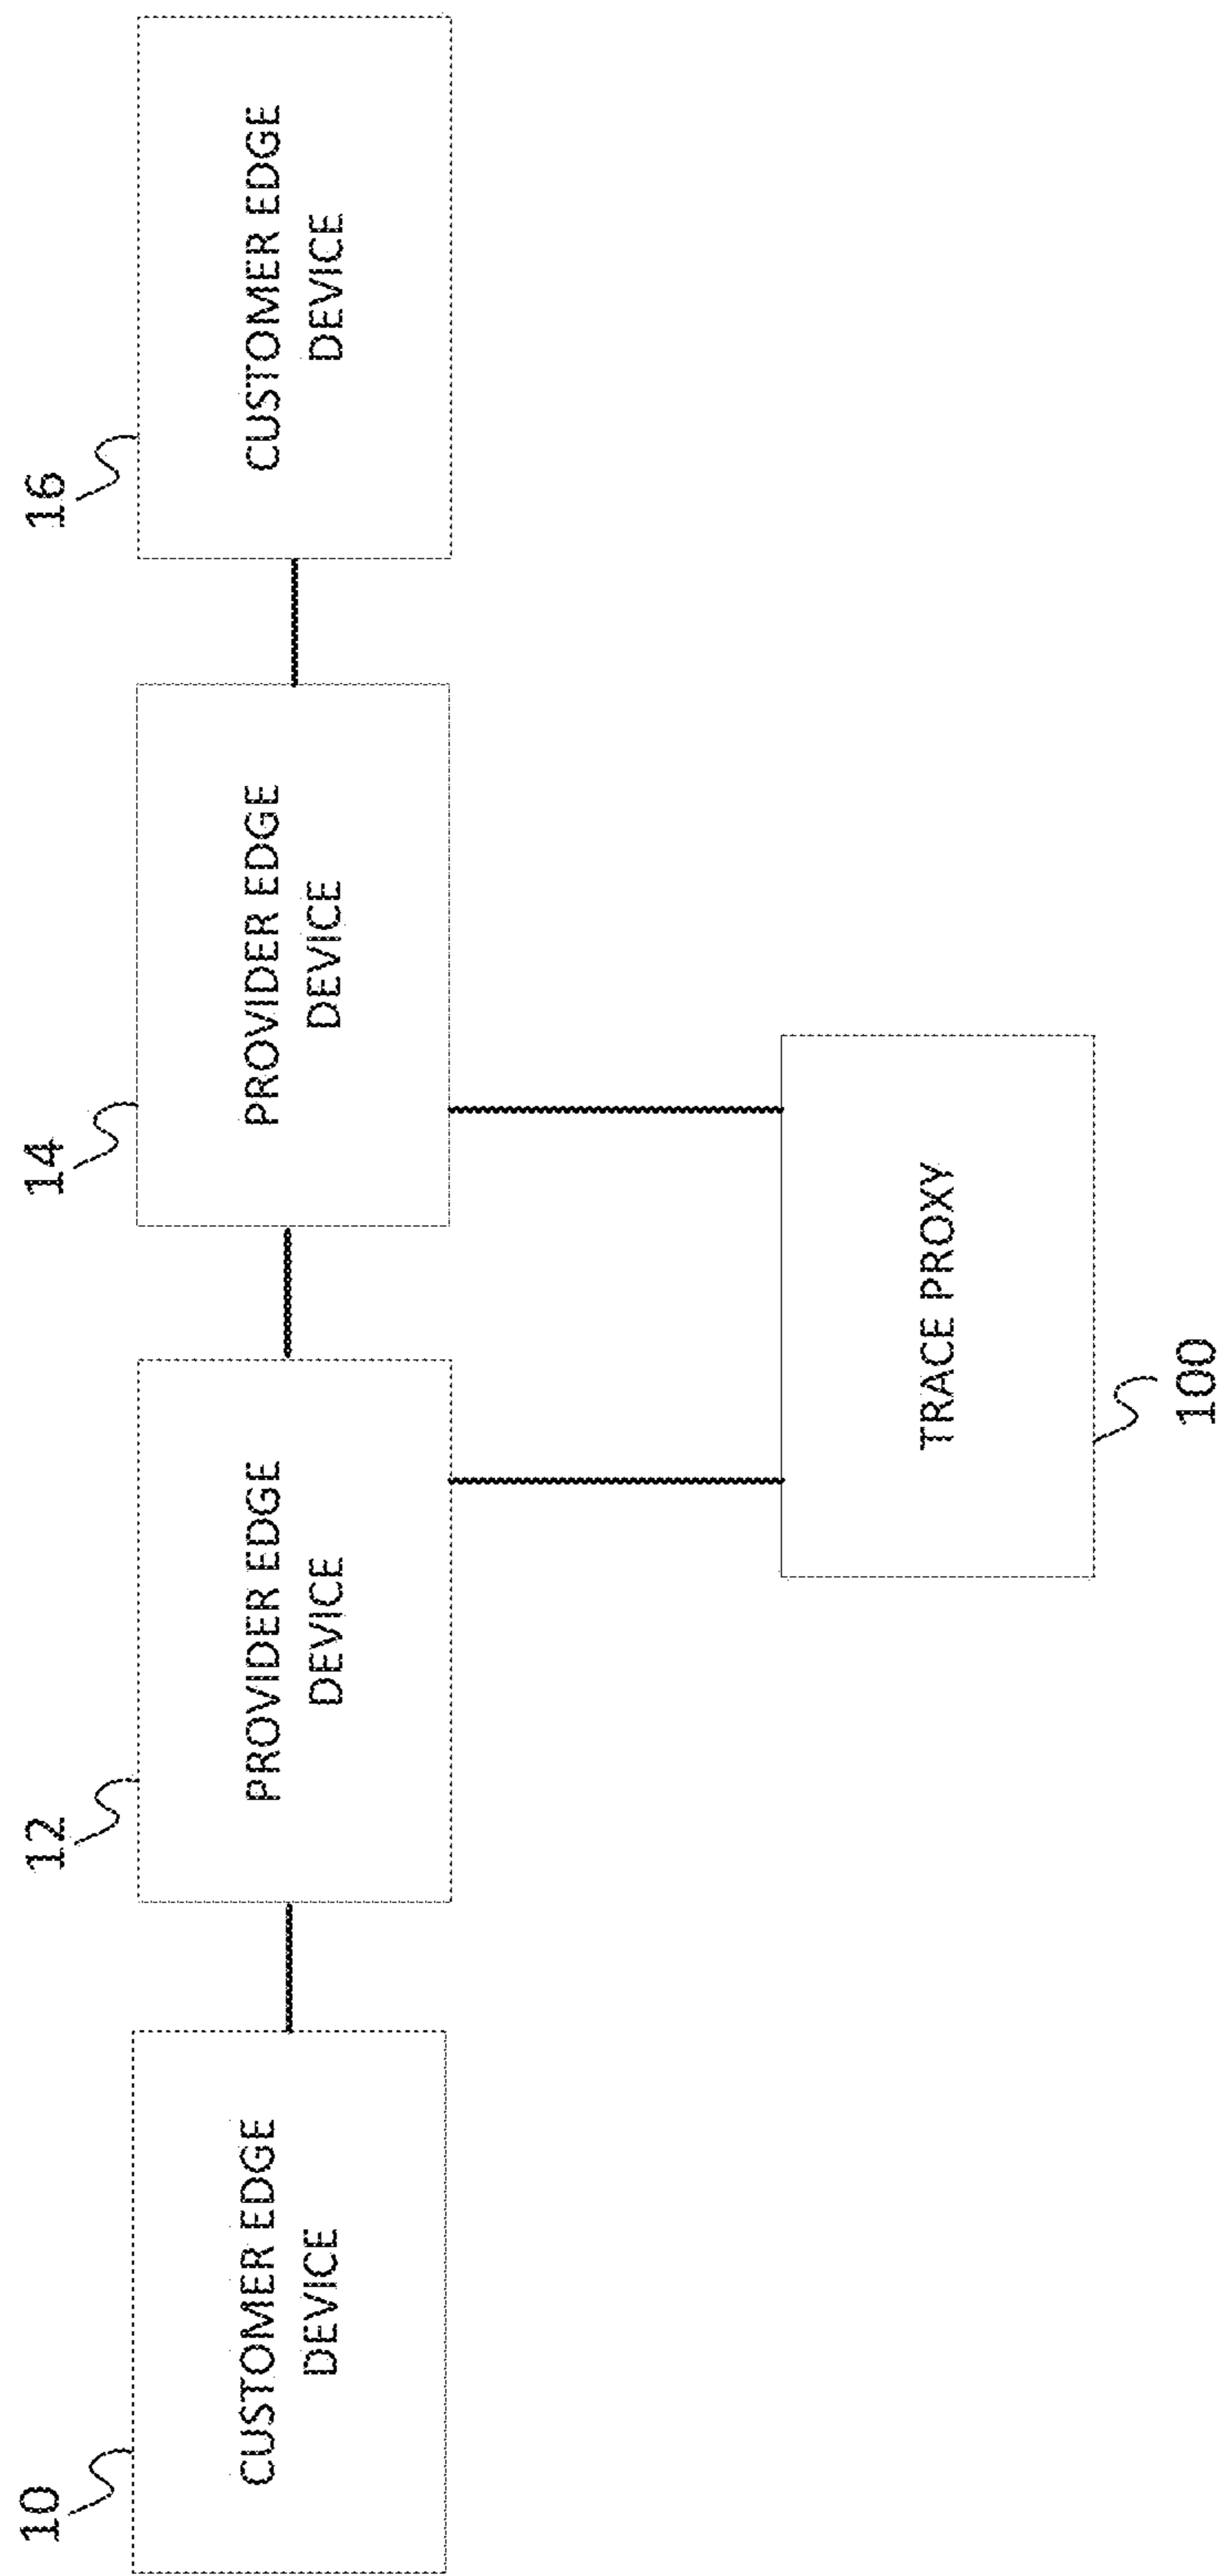 10
CUSTOMER EDGE
DEVICE
12
PROVIDER EDGE
DEVICE
14
PROVIDER EDGE
DEVICE
16
CUSTOMER EDGE
DEVICE
TRACE PROXY
100